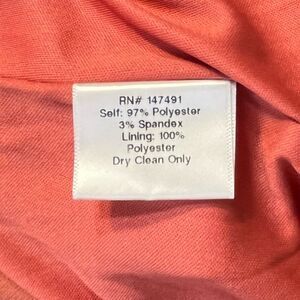 RN# 147491
Self: 97% Polyester
3% Spandex
Lining: 100%
Polyester
Dry Clean Only